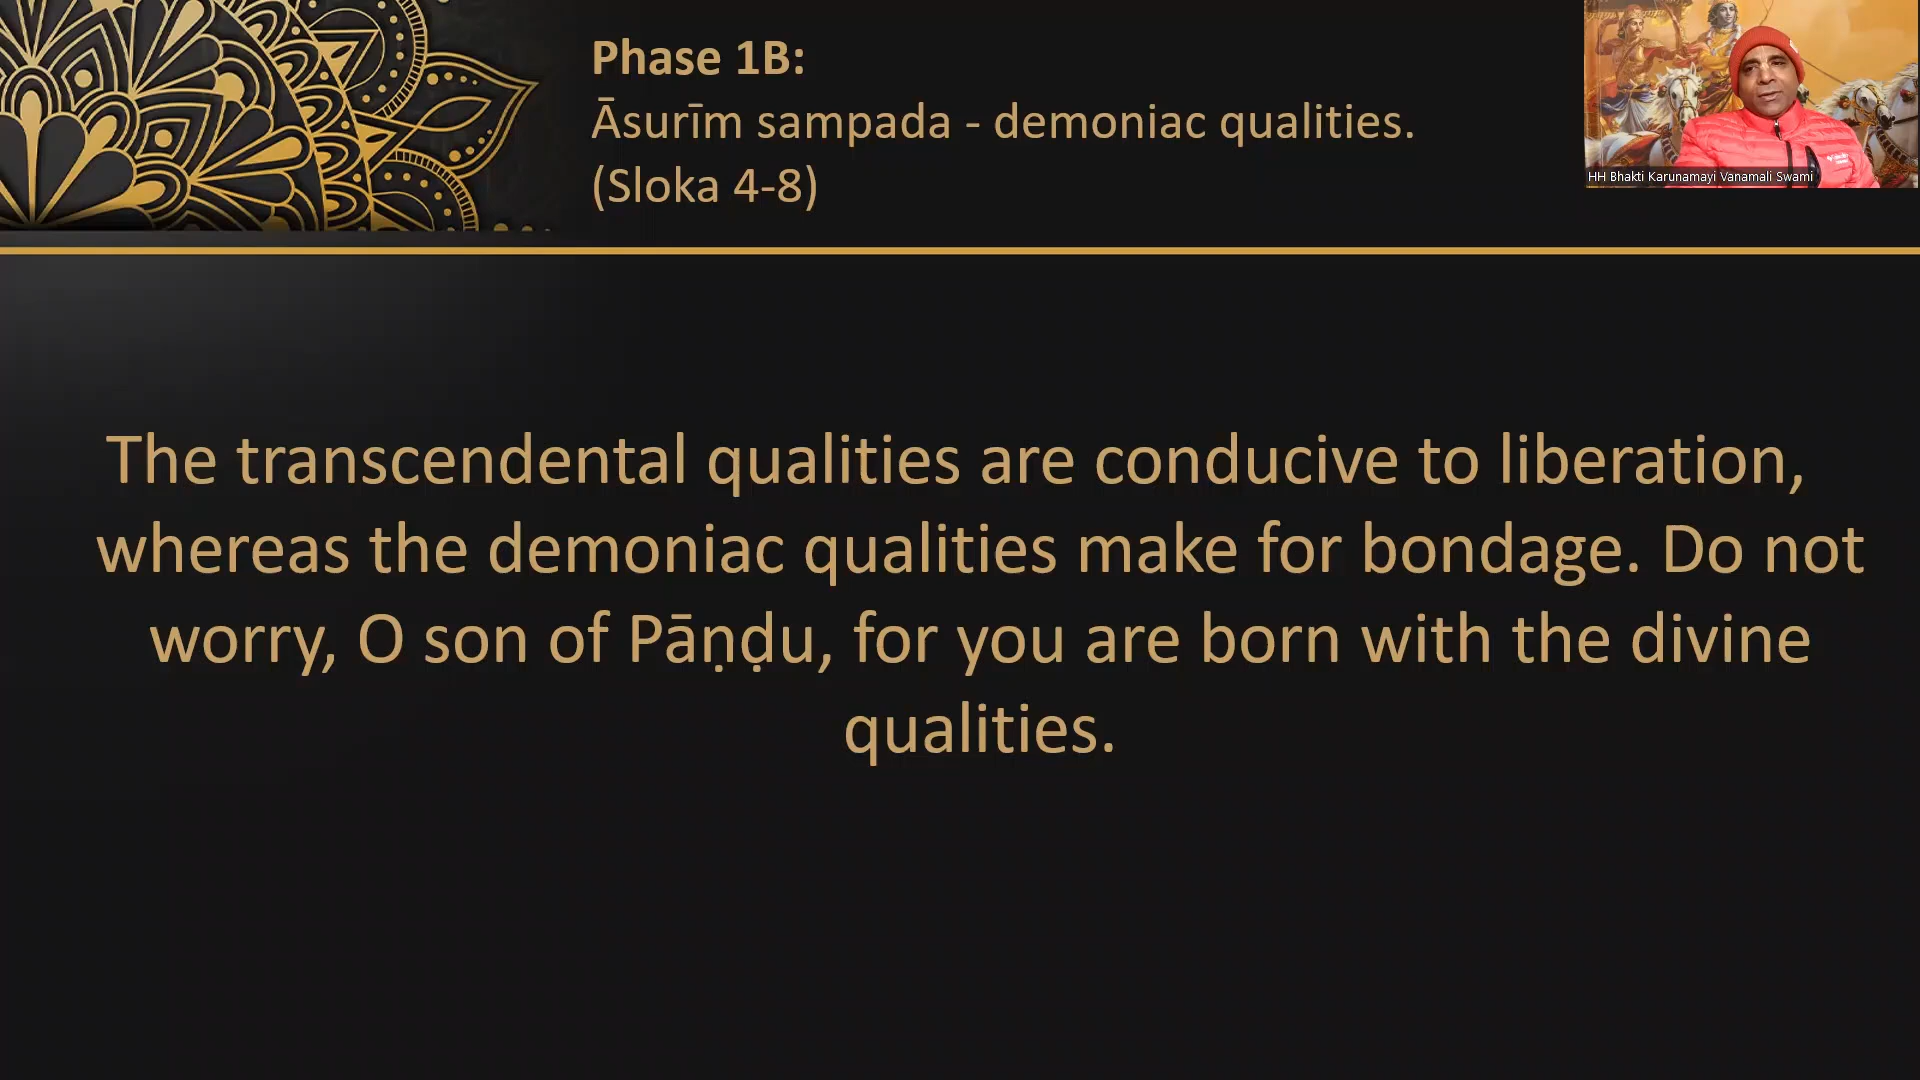 Phase 1B:
Āsurīm sampada - demoniac qualities.
(Sloka 4-8)
HH Bhakti Karunamayi Vanamali Swami
The transcendental qualities are conducive to liberation,
whereas the demoniac qualities make for bondage. Do not
worry, O son of Pāṇḍu, for you are born with the divine
qualities.